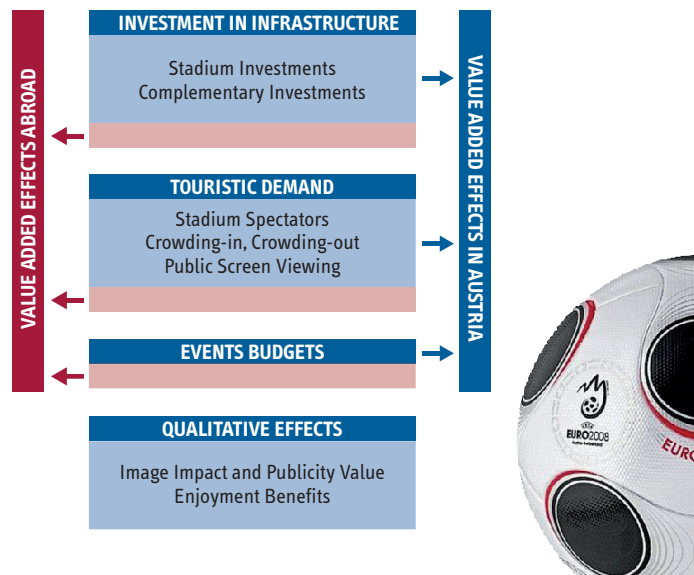 VALUE ADDED EFFECTS ABROAD
INVESTMENT IN INFRASTRUCTURE
Stadium Investments
Complementary Investments
TOURISTIC DEMAND
Stadium Spectators
Crowding-in, Crowding-out
Public Screen Viewing
EVENTS BUDGETS
QUALITATIVE EFFECTS
Image Impact and Publicity Value
Enjoyment Benefits
VALUE ADDED EFFECTS IN AUSTRIA
EURO2008
EURO